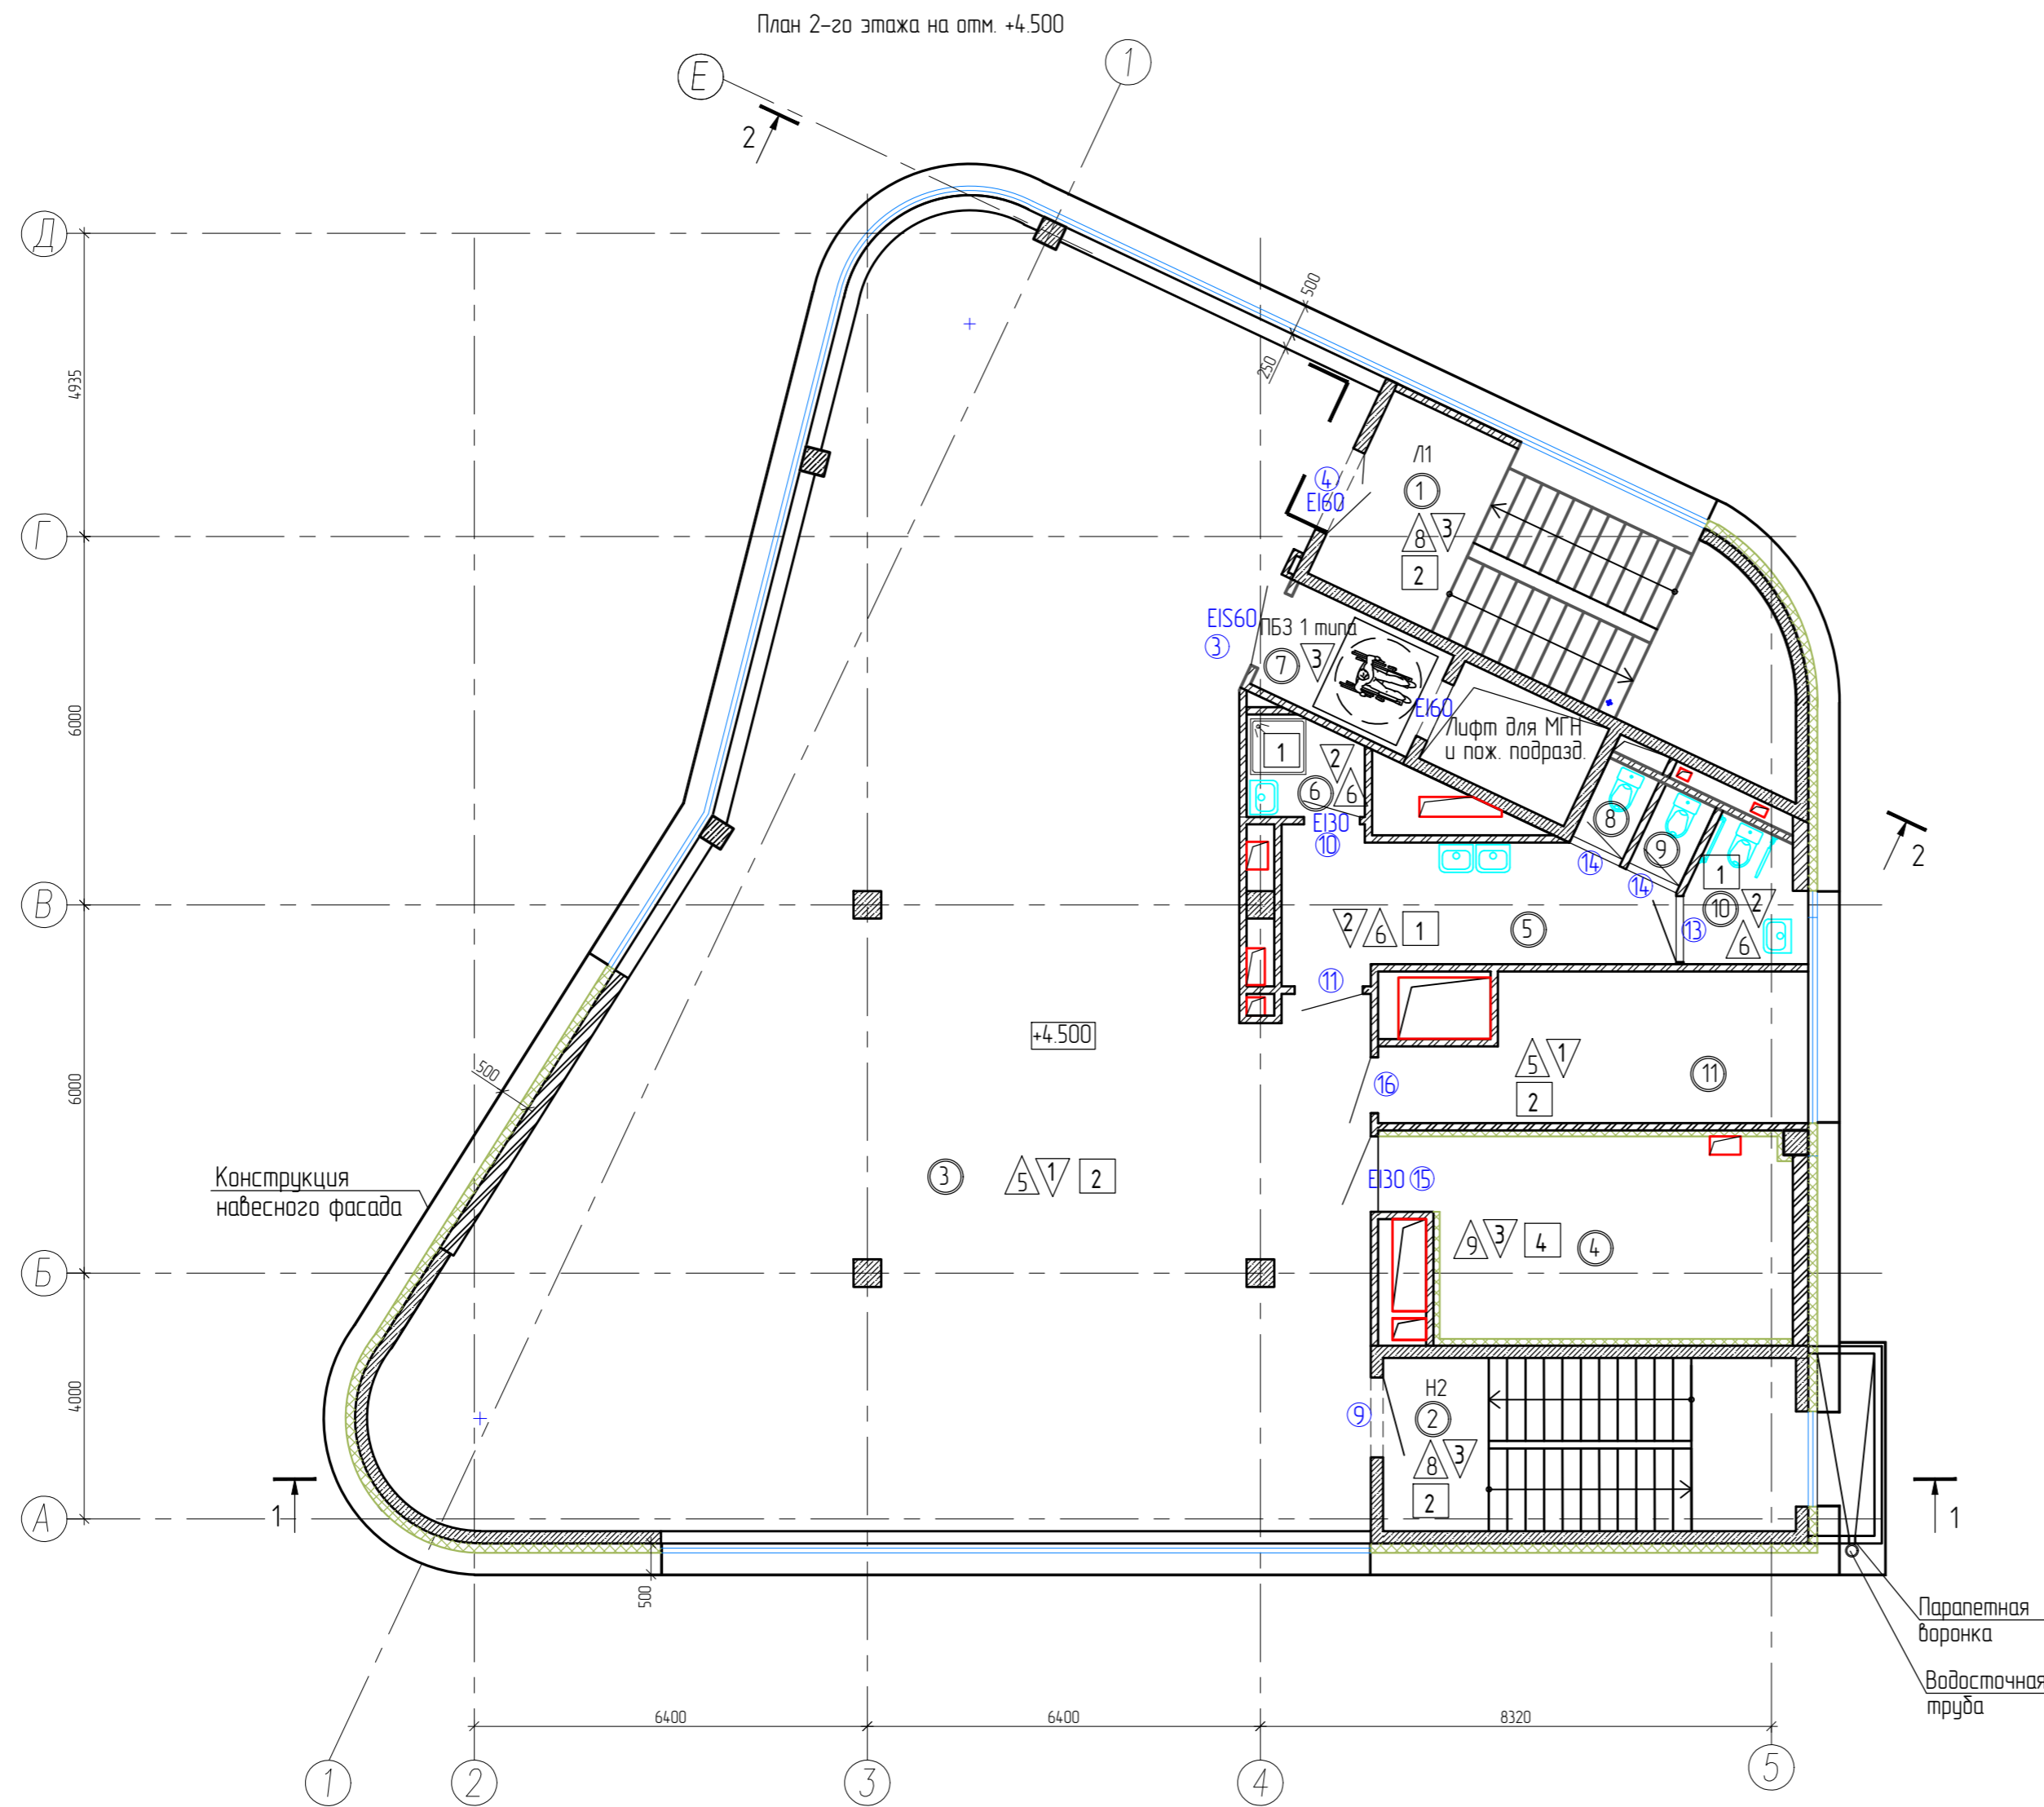 План 2-го этажа на отм. +4.500
Е
1
2
Д
500
250
4935
Л1
4
EI60
1
8
3
2
Г
EIS60
ПБЗ 1 типа
3
7
3
EI60
Лифт для МГН
и пож. подразд.
6000
1
2
6
6
EI30
10
8
9
14
14
2
1
10
2
6
13
В
2
6
1
5
11
+4.500
500
6000
16
5
1
2
11
Конструкция
навесного фасада
3
5
1
2
EI30
15
9
3
4
4
Б
4000
Н2
9
2
8
3
2
1
1
А
500
Парапетная
воронка
Водосточная
труба
6400
6400
8320
1
2
3
4
5